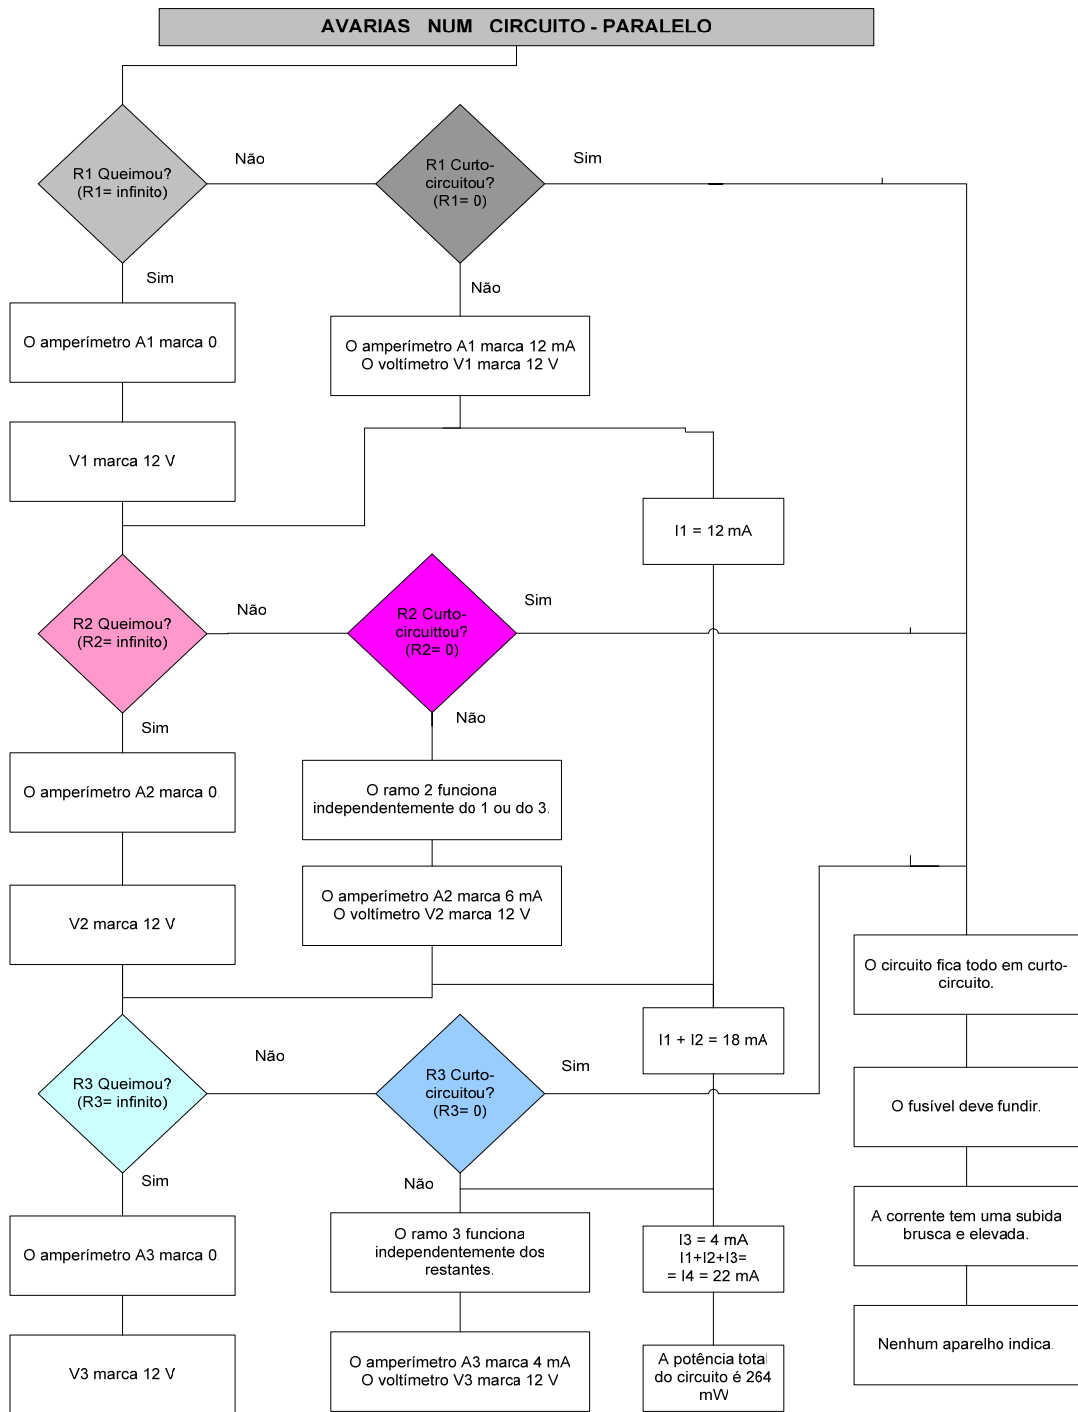 AVARIAS NUM CIRCUITO - PARALELO
R1 Queimou?
(R1= infinito)
Não
R1 Curto-
circuitou?
(R1= 0)
Sim
Sim
Não
O amperímetro A1 marca 0.
O amperímetro A1 marca 12 mA
O voltímetro V1 marca 12 V
V1 marca 12 V
I1 = 12 mA
R2 Queimou?
(R2= infinito)
Não
R2 Curto-
circuittou?
(R2= 0)
Sim
Sim
Não
O amperímetro A2 marca 0.
O ramo 2 funciona
independentemente do 1 ou do 3.
V2 marca 12 V
O amperímetro A2 marca 6 mA
O voltímetro V2 marca 12 V
O circuito fica todo em curto-
circuito.
I1 + I2 = 18 mA
R3 Queimou?
(R3= infinito)
Não
R3 Curto-
circuitou?
(R3= 0)
Sim
O fusível deve fundir.
Sim
Não
O amperímetro A3 marca 0.
O ramo 3 funciona
independentemente dos
restantes.
I3 = 4 mA
I1+I2+I3=
= I4 = 22 mA
A corrente tem uma subida
brusca e elevada.
V3 marca 12 V
O amperímetro A3 marca 4 mA
O voltímetro V3 marca 12 V
A potência total
do circuito é 264
mW
Nenhum aparelho indica.